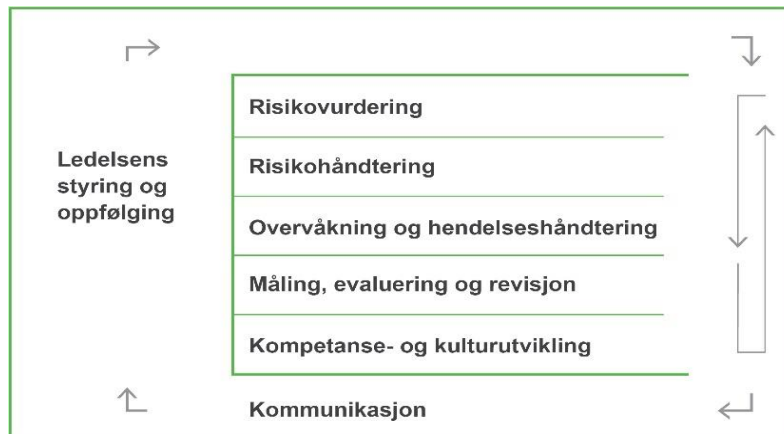 Ledelsens
styring og
oppfølging
Risikovurdering
Risikohåndtering
Overvåkning og hendelseshåndtering
Måling, evaluering og revisjon
Kompetanse- og kulturutvikling
Kommunikasjon